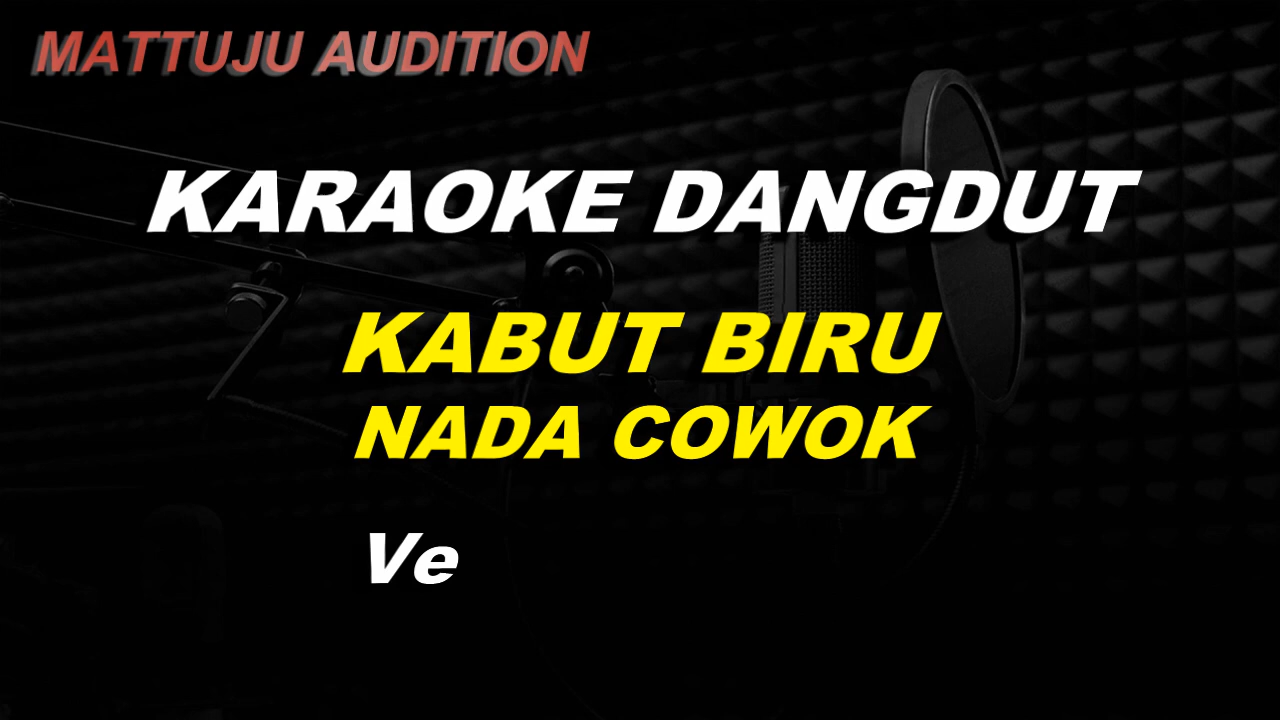 MATTUJU AUDITION
KARAOKE DANGDUT
KABUT BIRU
NADA COWOK
Ve